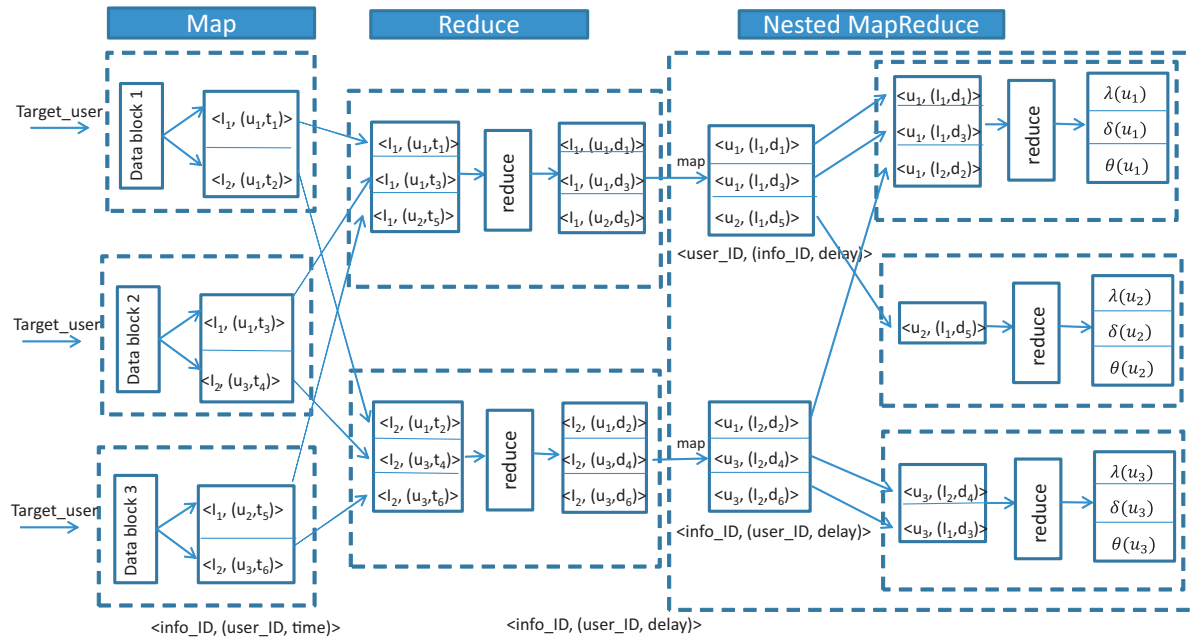 Map
Reduce
Nested MapReduce
Target_user
Data block 1
<I₁, (u₁,t₁)>
<I₂, (u₁,t₂)>
Target_user
Data block 2
<I₁, (u₁,t₃)>
<I₂, (u₃,t₄)>
Target_user
Data block 3
<I₁, (u₂,t₅)>
<I₂, (u₃,t₆)>
<info_ID, (user_ID, time)>
<I₁, (u₁,t₁)>
<I₁, (u₁,t₃)>
<I₁, (u₂,t₅)>
reduce
<I₁, (u₁,d₁)>
<I₁, (u₁,d₃)>
<I₁, (u₂,d₅)>
<I₂, (u₁,t₂)>
<I₂, (u₃,t₄)>
<I₂, (u₃,t₆)>
reduce
<I₂, (u₁,d₂)>
<I₂, (u₃,d₄)>
<I₂, (u₃,d₆)>
<info_ID, (user_ID, delay)>
map
<u₁, (I₁,d₁)>
<u₁, (I₁,d₃)>
<u₂, (I₁,d₅)>
<user_ID, (info_ID, delay)>
map
<u₁, (I₂,d₂)>
<u₃, (I₂,d₄)>
<u₃, (I₂,d₆)>
<info_ID, (user_ID, delay)>
<u₁, (I₁,d₁)>
<u₁, (I₁,d₃)>
<u₁, (I₂,d₂)>
reduce
λ(u₁)
δ(u₁)
θ(u₁)
<u₂, (I₁,d₅)>
reduce
λ(u₂)
δ(u₂)
θ(u₂)
<u₃, (I₂,d₄)>
<u₃, (I₁,d₃)>
reduce
λ(u₃)
δ(u₃)
θ(u₃)